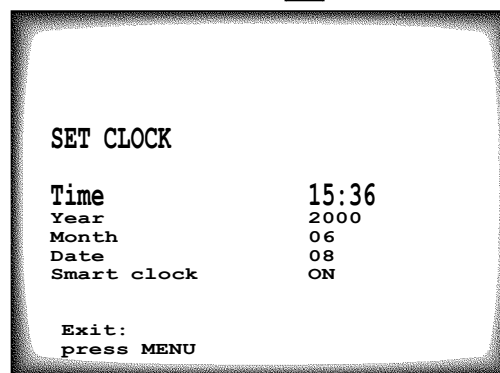 SET CLOCK
Time 15:36
Year 2000
Month 06
Date 08
Smart clock ON
Exit:
press MENU